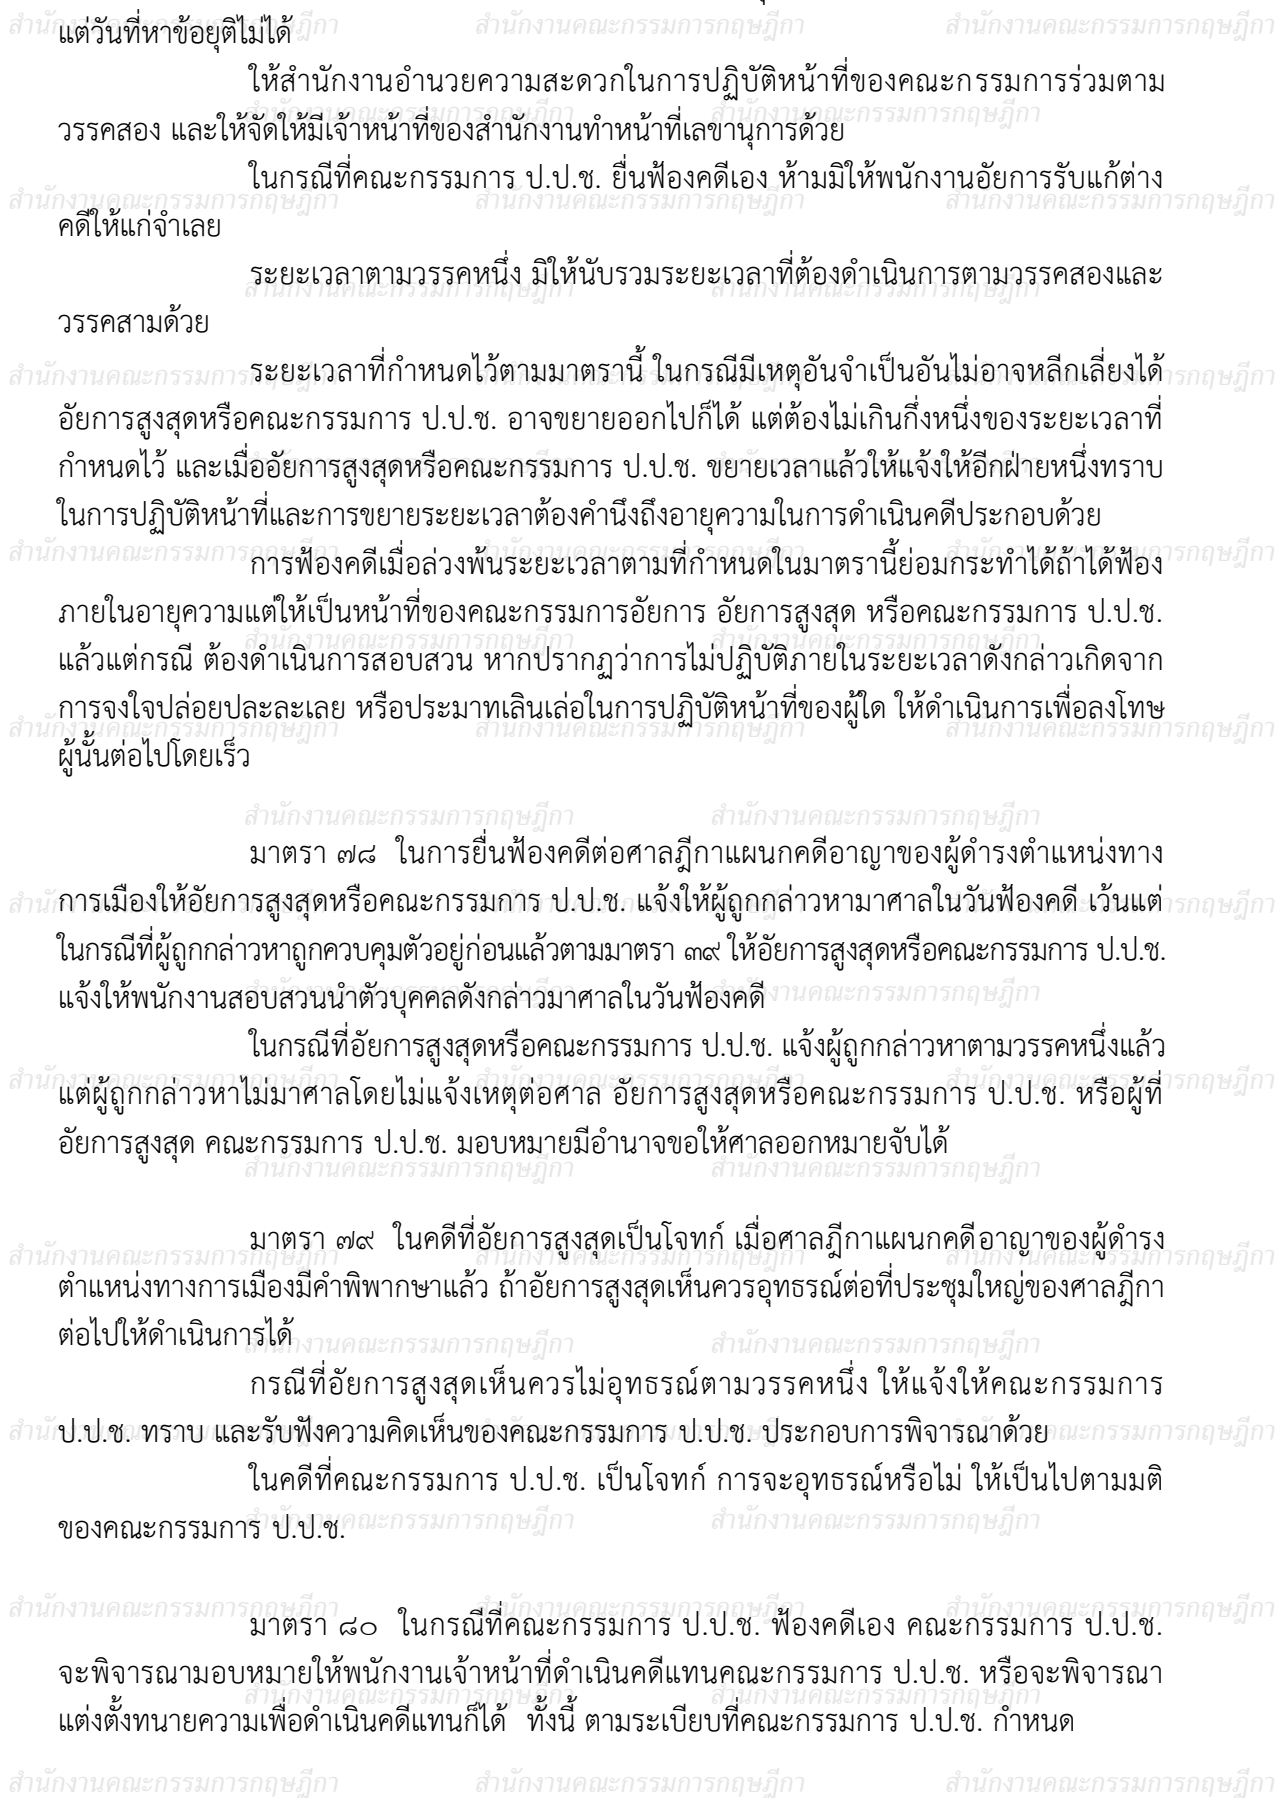 แต่วันที่หาข้อยุติไม่ได้
ให้สำนักงานอำนวยความสะดวกในการปฏิบัติหน้าที่ของคณะกรรมการร่วมตาม
วรรคสอง และให้จัดให้มีเจ้าหน้าที่ของสำนักงานทำหน้าที่เลขานุการด้วย
ในกรณีที่คณะกรรมการ ป.ป.ช. ยื่นฟ้องคดีเอง ห้ามมิให้พนักงานอัยการรับแก้ต่าง
คดีให้แก่จำเลย
ระยะเวลาตามวรรคหนึ่ง มิให้นับรวมระยะเวลาที่ต้องดำเนินการตามวรรคสองและ
วรรคสามด้วย
ระยะเวลาที่กำหนดไว้ตามมาตรานี้ ในกรณีมีเหตุอันจำเป็นอันไม่อาจหลีกเลี่ยงได้
อัยการสูงสุดหรือคณะกรรมการ ป.ป.ช. อาจขยายออกไปก็ได้ แต่ต้องไม่เกินกึ่งหนึ่งของระยะเวลาที่
กำหนดไว้ และเมื่ออัยการสูงสุดหรือคณะกรรมการ ป.ป.ช. ขยายเวลาแล้วให้แจ้งให้อีกฝ่ายหนึ่งทราบ
ในการปฏิบัติหน้าที่และการขยายระยะเวลาต้องคำนึงถึงอายุความในการดำเนินคดีประกอบด้วย
การฟ้องคดีเมื่อล่วงพ้นระยะเวลาตามที่กำหนดในมาตรานี้ย่อมกระทำได้ถ้าได้ฟ้อง
ภายในอายุความแต่ให้เป็นหน้าที่ของคณะกรรมการอัยการ อัยการสูงสุด หรือคณะกรรมการ ป.ป.ช.
แล้วแต่กรณี ต้องดำเนินการสอบสวน หากปรากฏว่าการไม่ปฏิบัติภายในระยะเวลาดังกล่าวเกิดจาก
การจงใจปล่อยปละละเลย หรือประมาทเลินเล่อในการปฏิบัติหน้าที่ของผู้ใด ให้ดำเนินการเพื่อลงโทษ
ผู้นั้นต่อไปโดยเร็ว
มาตรา ๗๘ ในการยื่นฟ้องคดีต่อศาลฎีกาแผนกคดีอาญาของผู้ดำรงตำแหน่งทาง
การเมืองให้อัยการสูงสุดหรือคณะกรรมการ ป.ป.ช. แจ้งให้ผู้ถูกกล่าวหามาศาลในวันฟ้องคดี เว้นแต่
ในกรณีที่ผู้ถูกกล่าวหาถูกควบคุมตัวอยู่ก่อนแล้วตามมาตรา ๓๙ ให้อัยการสูงสุดหรือคณะกรรมการ ป.ป.ช.
แจ้งให้พนักงานสอบสวนนำตัวบุคคลดังกล่าวมาศาลในวันฟ้องคดี
ในกรณีที่อัยการสูงสุดหรือคณะกรรมการ ป.ป.ช. แจ้งผู้ถูกกล่าวหาตามวรรคหนึ่งแล้ว
แต่ผู้ถูกกล่าวหาไม่มาศาลโดยไม่แจ้งเหตุต่อศาล อัยการสูงสุดหรือคณะกรรมการ ป.ป.ช. หรือผู้ที่
อัยการสูงสุด คณะกรรมการ ป.ป.ช. มอบหมายมีอำนาจขอให้ศาลออกหมายจับได้
มาตรา ๗๙ ในคดีที่อัยการสูงสุดเป็นโจทก์ เมื่อศาลฎีกาแผนกคดีอาญาของผู้ดำรง
ตำแหน่งทางการเมืองมีคำพิพากษาแล้ว ถ้าอัยการสูงสุดเห็นควรอุทธรณ์ต่อที่ประชุมใหญ่ของศาลฎีกา
ต่อไปให้ดำเนินการได้
กรณีที่อัยการสูงสุดเห็นควรไม่อุทธรณ์ตามวรรคหนึ่ง ให้แจ้งให้คณะกรรมการ
ป.ป.ช. ทราบ และรับฟังความคิดเห็นของคณะกรรมการ ป.ป.ช. ประกอบการพิจารณาด้วย
ในคดีที่คณะกรรมการ ป.ป.ช. เป็นโจทก์ การจะอุทธรณ์หรือไม่ ให้เป็นไปตามมติ
ของคณะกรรมการ ป.ป.ช.
มาตรา ๘๐ ในกรณีที่คณะกรรมการ ป.ป.ช. ฟ้องคดีเอง คณะกรรมการ ป.ป.ช.
จะพิจารณามอบหมายให้พนักงานเจ้าหน้าที่ดำเนินคดีแทนคณะกรรมการ ป.ป.ช. หรือจะพิจารณา
แต่งตั้งทนายความเพื่อดำเนินคดีแทนก็ได้ ทั้งนี้ ตามระเบียบที่คณะกรรมการ ป.ป.ช. กำหนด
สำนักงานคณะกรรมการกฤษฎีกา สำนักงานคณะกรรมการกฤษฎีกา สำนักงานคณะกรรมการกฤษฎีกา